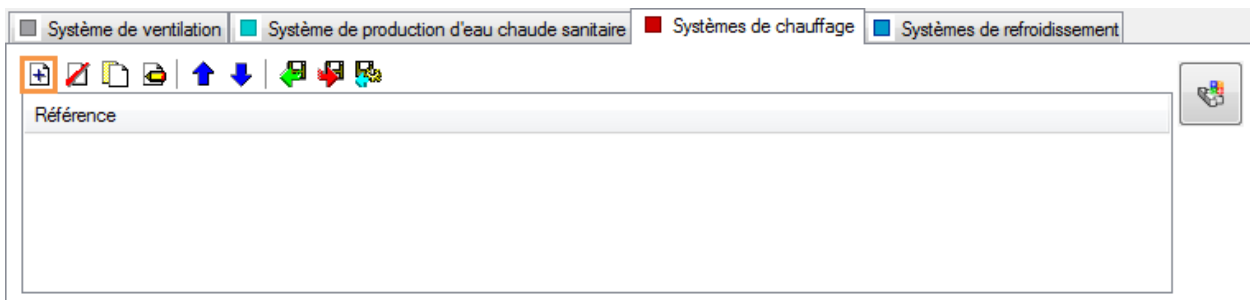 Système de ventilation Système de production d'eau chaude sanitaire Systèmes de chauffage Systèmes de refroidissement
Référence